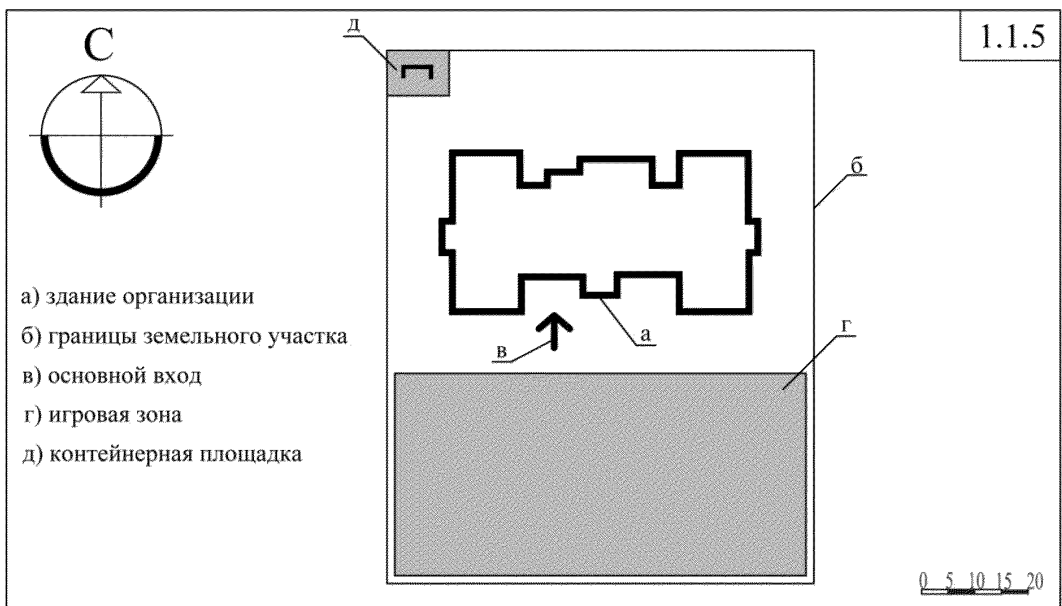 1.1.5
С
д
б
а) здание организации
б) границы земельного участка
в) основной вход
г) игровая зона
д) контейнерная площадка
в
а
г
0 5 10 15 20